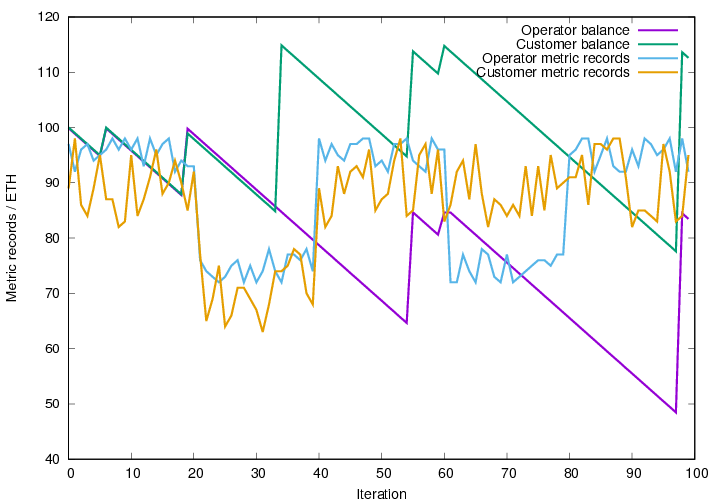 120
110
100
90
80
70
60
50
40
0 10 20 30 40 50 60 70 80 90 100
Metric records / ETH
Iteration
Operator balance
Customer balance
Operator metric records
Customer metric records